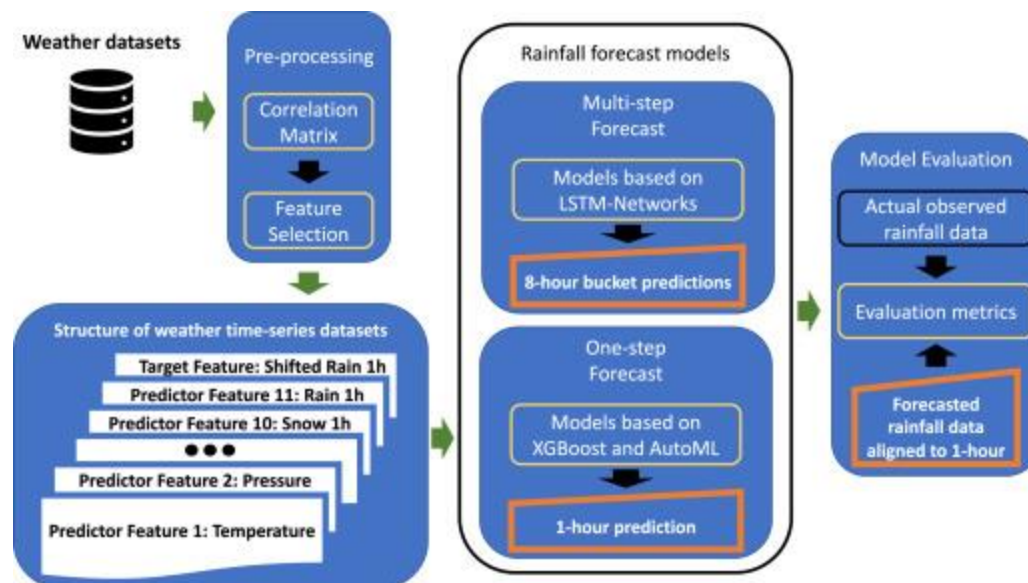 Weather datasets
Pre-processing
Correlation
Matrix
Feature
Selection
Structure of weather time-series datasets
Target Feature: Shifted Rain 1h
Predictor Feature 11: Rain 1h
Predictor Feature 10: Snow 1h
●●●
Predictor Feature 2: Pressure
Predictor Feature 1: Temperature
Rainfall forecast models
Multi-step
Forecast
Models based on
LSTM-Networks
8-hour bucket predictions
One-step
Forecast
Models based on
XGBoost and AutoML
1-hour prediction
Model Evaluation
Actual observed
rainfall data
Evaluation metrics
Forecasted
rainfall data
aligned to 1-hour